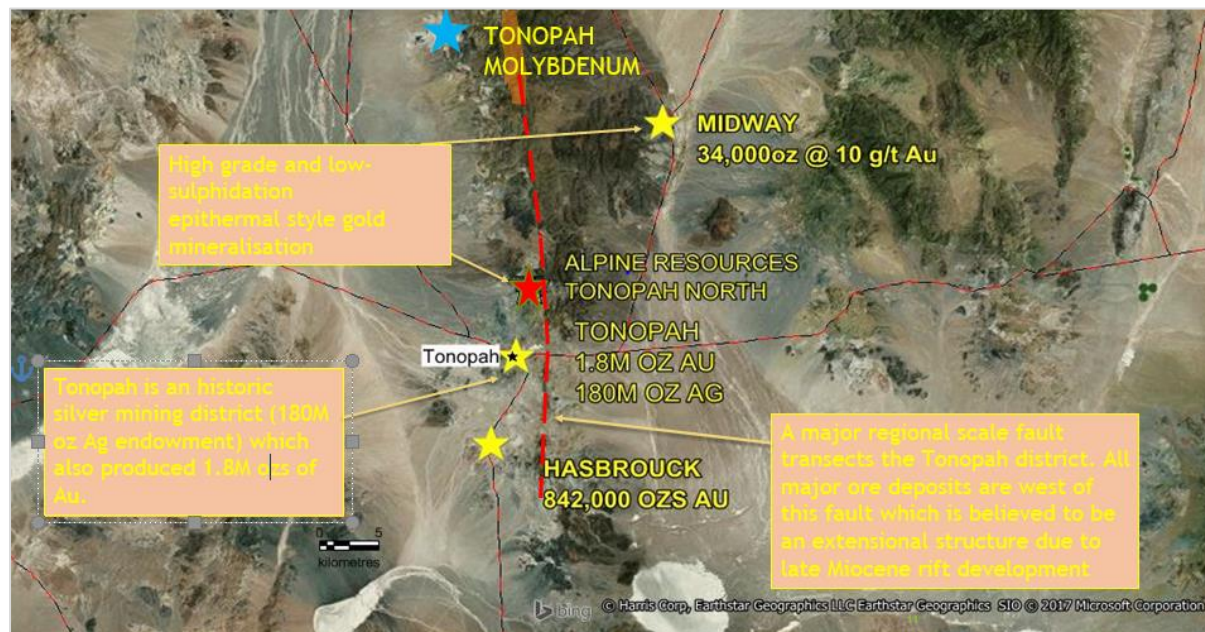 TONOPAH
MOLYBDENUM
MIDWAY
34,000oz @ 10 g/t Au
High grade and low-
sulphidation
epithermal style gold
mineralisation
ALPINE RESOURCES
TONOPAH NORTH
TONOPAH
1.8M OZ AU
180M OZ AG
Tonopah
Tonopah is an historic
silver mining district (180M
oz Ag endowment) which
also produced 1.8M ozs of
Au.
HASBROUCK
842,000 OZS AU
A major regional scale fault
transects the Tonopah district. All
major ore deposits are west of
this fault which is believed to be
an extensional structure due to
late Miocene rift development
0 5
kilometres
bing
© Harris Corp, Earthstar Geographics LLC Earthstar Geographics SIO © 2017 Microsoft Corporation